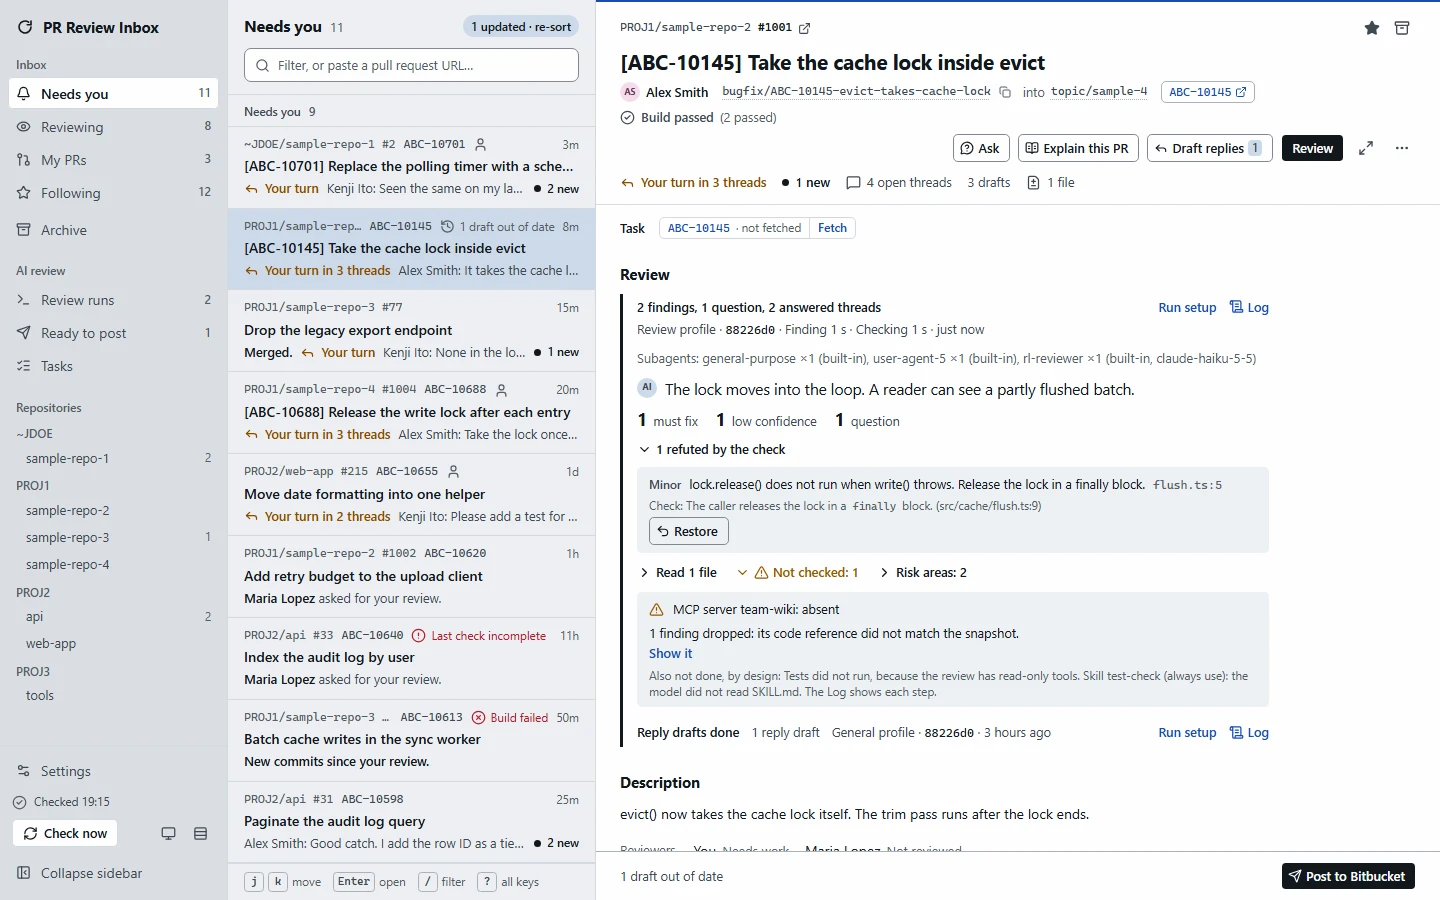 PR Review Inbox
Inbox
Needs you 11
Reviewing 8
My PRs 3
Following 12
Archive
AI review
Review runs 2
Ready to post 1
Tasks
Repositories
~JDOE
sample-repo-1 2
PROJ1
sample-repo-2
sample-repo-3 1
sample-repo-4
PROJ2
api 2
web-app
PROJ3
tools
Settings
Checked 19:15
Check now
Collapse sidebar
Needs you 11
1 updated · re-sort
Filter, or paste a pull request URL...
Needs you 9
~JDOE/sample-repo-1 #2 ABC-10701 3m
[ABC-10701] Replace the polling timer with a sche...
Your turn Kenji Ito: Seen the same on my la... 2 new
PROJ1/sample-rep... ABC-10145 1 draft out of date 8m
[ABC-10145] Take the cache lock inside evict
Your turn in 3 threads Alex Smith: It takes the cache l...
PROJ1/sample-repo-3 #77 15m
Drop the legacy export endpoint
Merged. Your turn Kenji Ito: None in the lo... 1 new
PROJ1/sample-repo-4 #1004 ABC-10688 20m
[ABC-10688] Release the write lock after each entry
Your turn in 3 threads Alex Smith: Take the lock once...
PROJ2/web-app #215 ABC-10655 1d
Move date formatting into one helper
Your turn in 2 threads Kenji Ito: Please add a test for ...
PROJ1/sample-repo-2 #1002 ABC-10620 1h
Add retry budget to the upload client
Maria Lopez asked for your review.
PROJ2/api #33 ABC-10640 Last check incomplete 11h
Index the audit log by user
Maria Lopez asked for your review.
PROJ1/sample-repo-3 ... ABC-10613 Build failed 50m
Batch cache writes in the sync worker
New commits since your review.
PROJ2/api #31 ABC-10598 25m
Paginate the audit log query
Alex Smith: Good catch. I add the row ID as a tie... 2 new
j k move Enter open / filter ? all keys
PROJ1/sample-repo-2 #1001
[ABC-10145] Take the cache lock inside evict
AS Alex Smith bugfix/ABC-10145-evict-takes-cache-lock into topic/sample-4 ABC-10145
Build passed (2 passed)
Ask Explain this PR Draft replies 1 Review
Your turn in 3 threads 1 new 4 open threads 3 drafts 1 file
Task ABC-10145 · not fetched Fetch
Review
2 findings, 1 question, 2 answered threads Run setup Log
Review profile · 88226d0 · Finding 1 s · Checking 1 s · just now
Subagents: general-purpose ×1 (built-in), user-agent-5 ×1 (built-in), rl-reviewer ×1 (built-in, claude-haiku-5-5)
AI The lock moves into the loop. A reader can see a partly flushed batch.
1 must fix 1 low confidence 1 question
1 refuted by the check
Minor lock.release() does not run when write() throws. Release the lock in a finally block. flush.ts:5
Check: The caller releases the lock in a finally block. (src/cache/flush.ts:9)
Restore
Read 1 file Not checked: 1 Risk areas: 2
MCP server team-wiki: absent
1 finding dropped: its code reference did not match the snapshot.
Show it
Also not done, by design: Tests did not run, because the review has read-only tools. Skill test-check (always use): the
model did not read SKILL.md. The Log shows each step.
Reply drafts done 1 reply draft General profile · 88226d0 · 3 hours ago Run setup Log
Description
evict() now takes the cache lock itself. The trim pass runs after the lock ends.
Reviewers You Needs work Maria Lopez Not reviewed
1 draft out of date
Post to Bitbucket